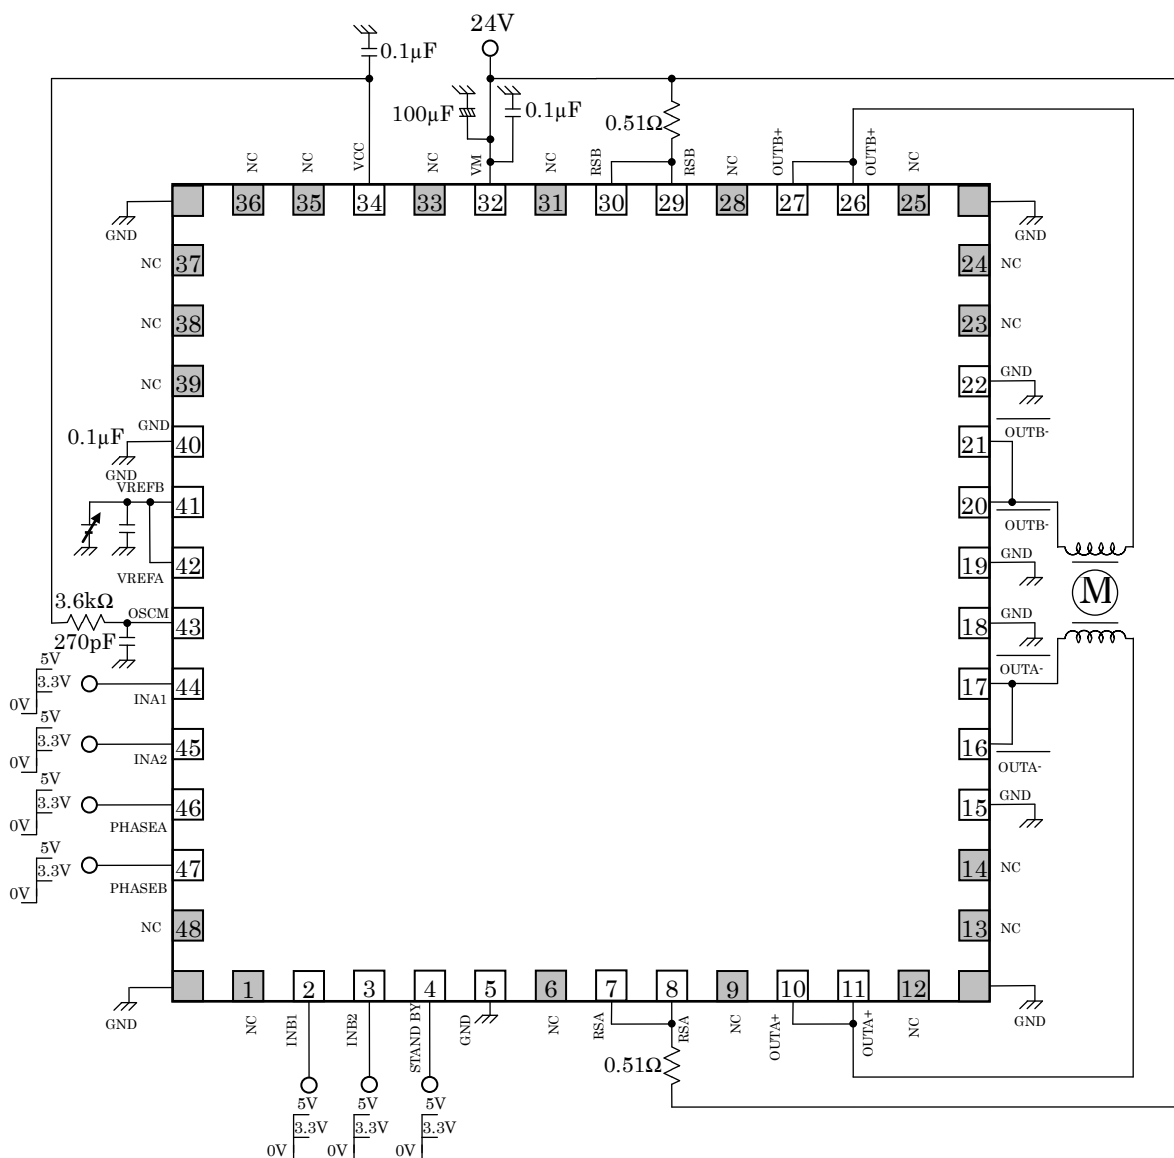 24V
0.1μF
100μF
0.1μF
0.51Ω
NC
NC
VCC
NC
VM
NC
RSB
RSB
NC
OUTB+
OUTB+
NC
36
35
34
33
32
31
30
29
28
27
26
25
GND
GND
NC
37
24
NC
NC
38
23
NC
NC
39
22
GND
GND
0.1μF
40
21
OUTB-
GND
VREFB
41
20
OUTB-
42
VREFA
19
GND
M
3.6kΩ
OSCM
43
18
GND
270pF
5V
3.3V
0V
44
INA1
17
OUTA-
5V
3.3V
0V
45
INA2
16
OUTA-
5V
3.3V
0V
46
PHASEA
15
GND
5V
3.3V
0V
47
PHASEB
14
NC
NC
48
13
NC
1
2
3
4
5
6
7
8
9
10
11
12
GND
GND
NC
INB1
INB2
STAND BY
GND
NC
RSA
RSA
NC
OUTA+
OUTA+
NC
0.51Ω
5V
3.3V
0V
5V
3.3V
0V
5V
3.3V
0V